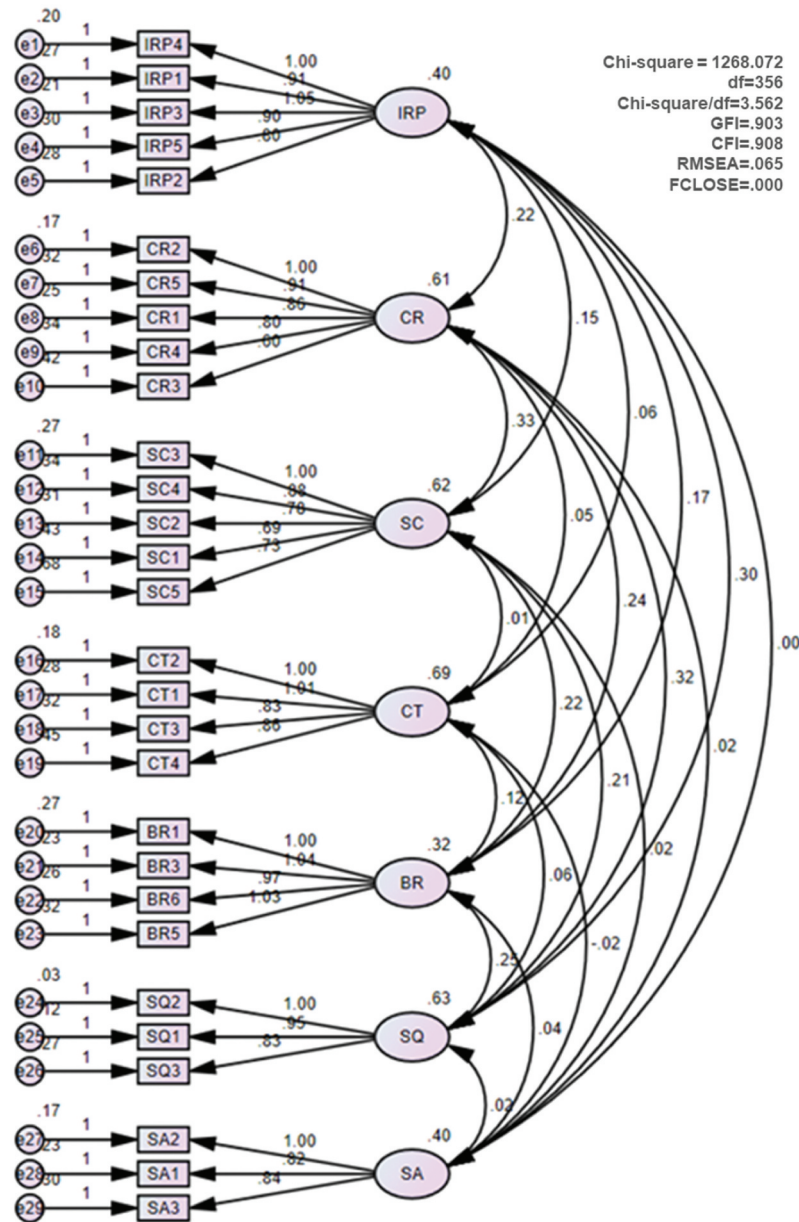 Chi-square = 1268.072
df=356
Chi-square/df=3.562
GFI=.903
CFI=.908
RMSEA=.065
FCLOSE=.000
.20
e1 1 IRP4 1.00
.27
e2 1 IRP1 .91
.21
e3 1 IRP3 1.05
.30
e4 1 IRP5 .90
.28
e5 1 IRP2 .80
.40
IRP
.17
e6 1 CR2 1.00
.32
e7 1 CR5 .91
.25
e8 1 CR1 .86
.34
e9 1 CR4 .80
.42
e10 1 CR3
.61
CR
.27
e11 1 SC3 1.00
.34
e12 1 SC4 .88
.31
e13 1 SC2 .78
.43
e14 1 SC1 .69
.68
e15 1 SC5 .73
.62
SC
.18
e16 1 CT2 1.00
.28
e17 1 CT1 1.01
.32
e18 1 CT3 .83
.45
e19 1 CT4 .86
.69
CT
.27
e20 1 BR1 1.00
.23
e21 1 BR3 1.04
.26
e22 1 BR6 .97
.32
e23 1 BR5 1.03
.32
BR
.03
e24 1 SQ2 1.00
.12
e25 1 SQ1 .95
.27
e26 1 SQ3 .83
.63
SQ
.17
e27 1 SA2 1.00
.23
e28 1 SA1 .82
.30
e29 1 SA3 .84
.40
SA
.22
.15
.06
.33
.17
.05
.30
.24
.01
.00
.32
.22
.02
.21
.12
.02
.06
-.02
.25
.04
.02